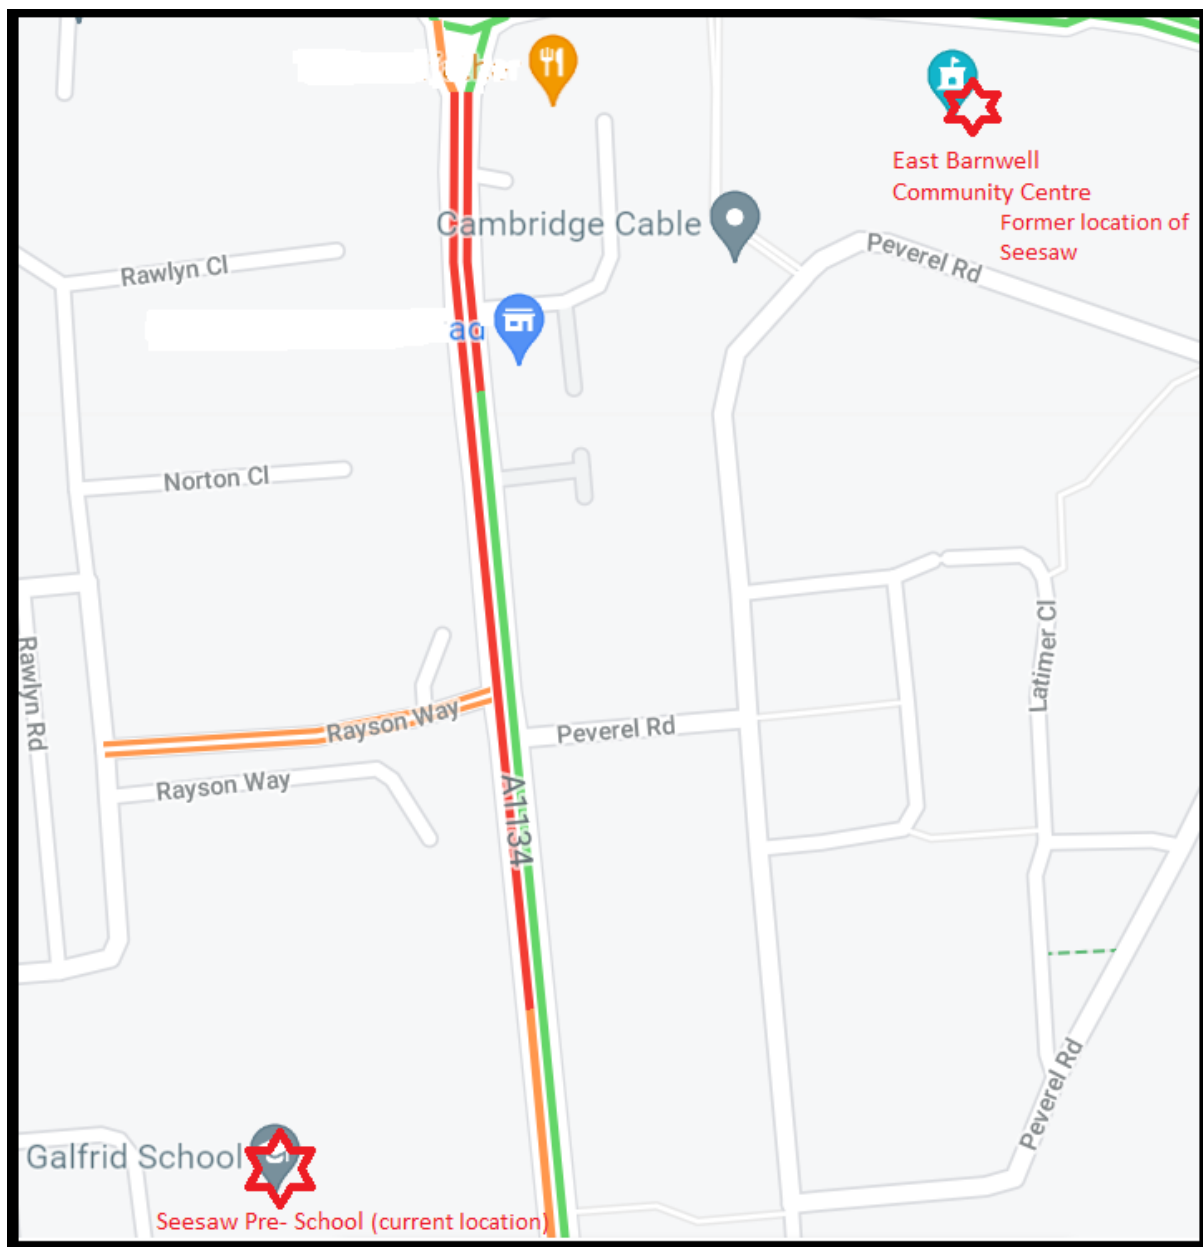 East Barnwell
Community Centre
Former location of
Seesaw
Cambridge Cable
Peverel Rd
Rawlyn Cl
Norton Cl
Latimer Cl
Rawlyn Rd
Rayson Way
Peverel Rd
Rayson Way
A1134
Peverel Rd
Galfrid School
Seesaw Pre- School (current location)